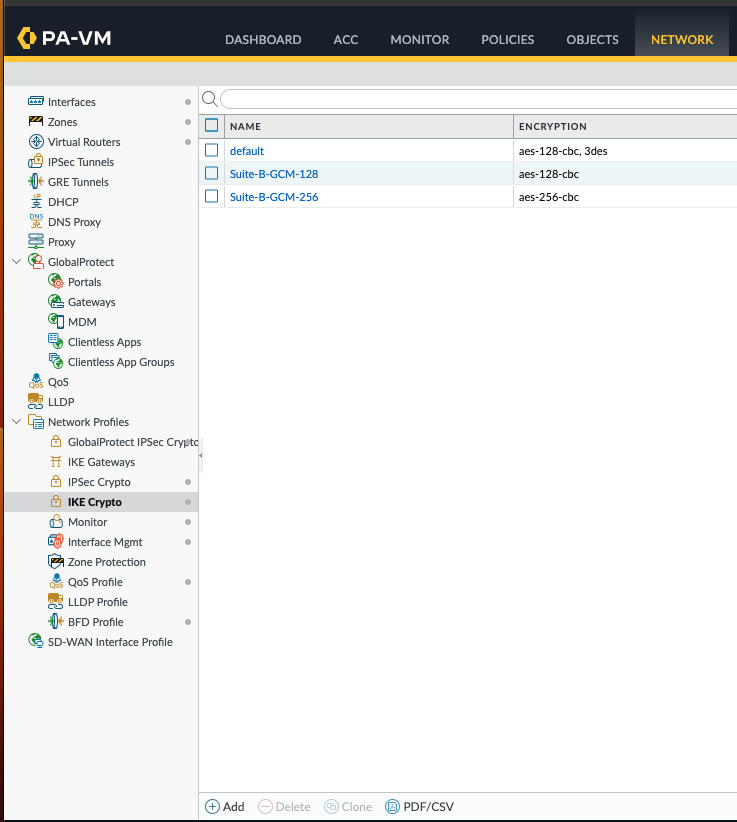 PA-VM
DASHBOARD ACC MONITOR POLICIES OBJECTS NETWORK
Interfaces
Zones
Virtual Routers
IPSec Tunnels
GRE Tunnels
DHCP
DNS Proxy
Proxy
GlobalProtect
Portals
Gateways
MDM
Clientless Apps
Clientless App Groups
QoS
LLDP
Network Profiles
GlobalProtect IPSec Crypto
IKE Gateways
IPSec Crypto
IKE Crypto
Monitor
Interface Mgmt
Zone Protection
QoS Profile
LLDP Profile
BFD Profile
SD-WAN Interface Profile
NAME ENCRYPTION
default aes-128-cbc, 3des
Suite-B-GCM-128 aes-128-cbc
Suite-B-GCM-256 aes-256-cbc
Add Delete Clone PDF/CSV